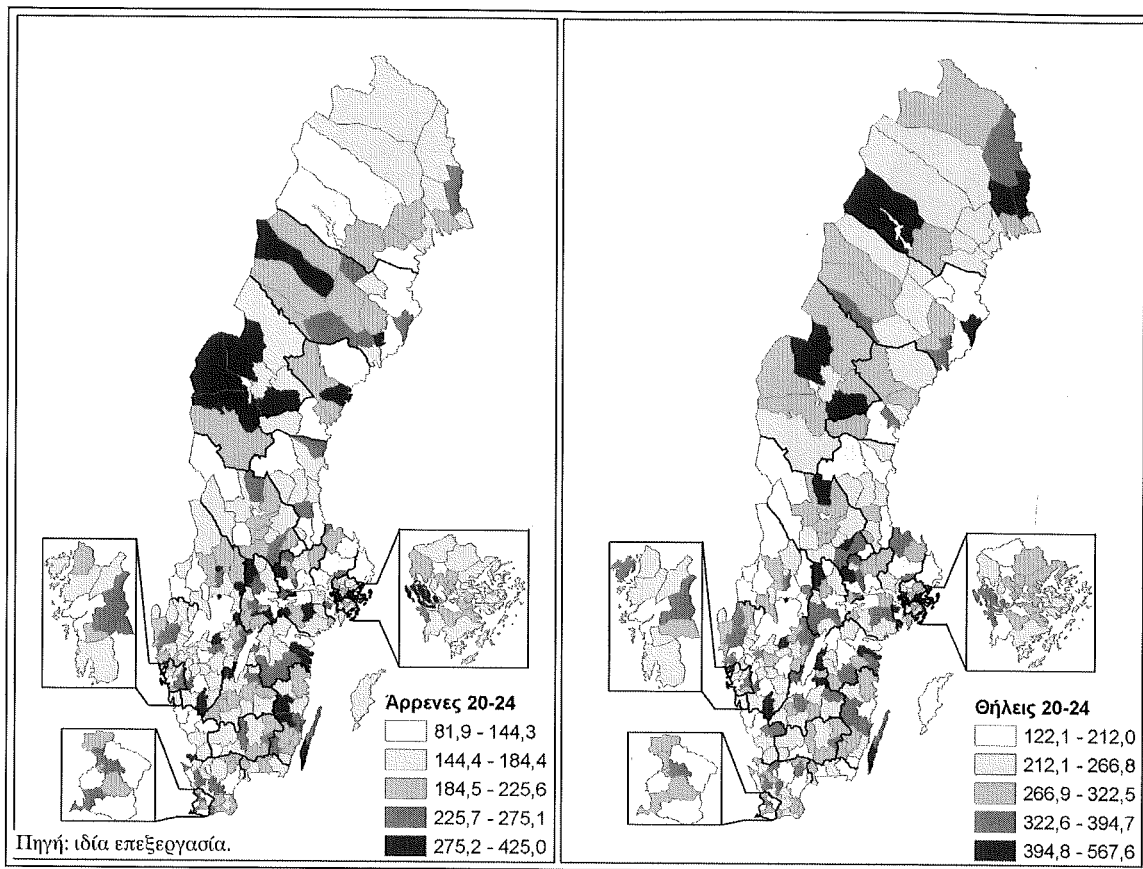 Άρρενες 20-24
81,9 - 144,3
144,4 - 184,4
184,5 - 225,6
225,7 - 275,1
275,2 - 425,0
Πηγή: ιδία επεξεργασία.
Θήλεις 20-24
122,1 - 212,0
212,1 - 266,8
266,9 - 322,5
322,6 - 394,7
394,8 - 567,6